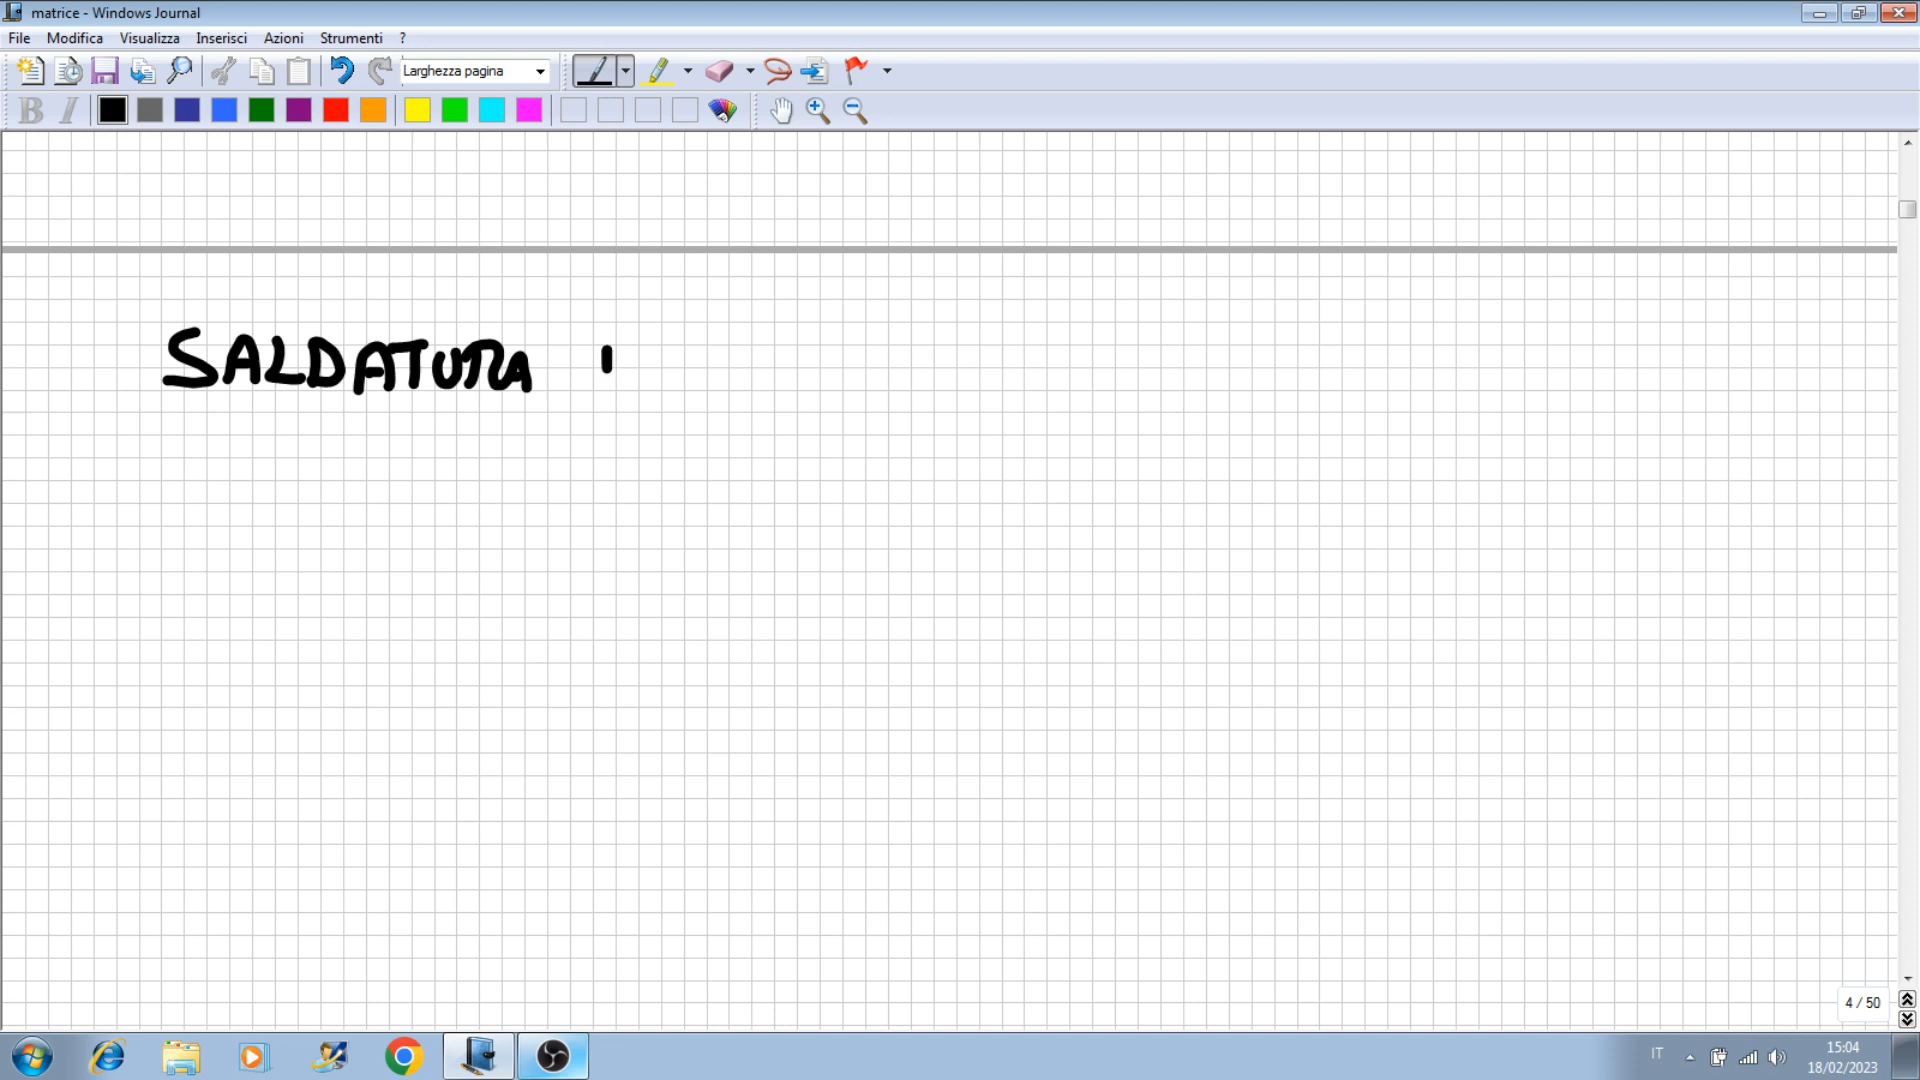 matrice - Windows Journal
File Modifica Visualizza Inserisci Azioni Strumenti ?
Larghezza pagina
B I
SALDATURA
4 / 50
IT
15:04
18/02/2023